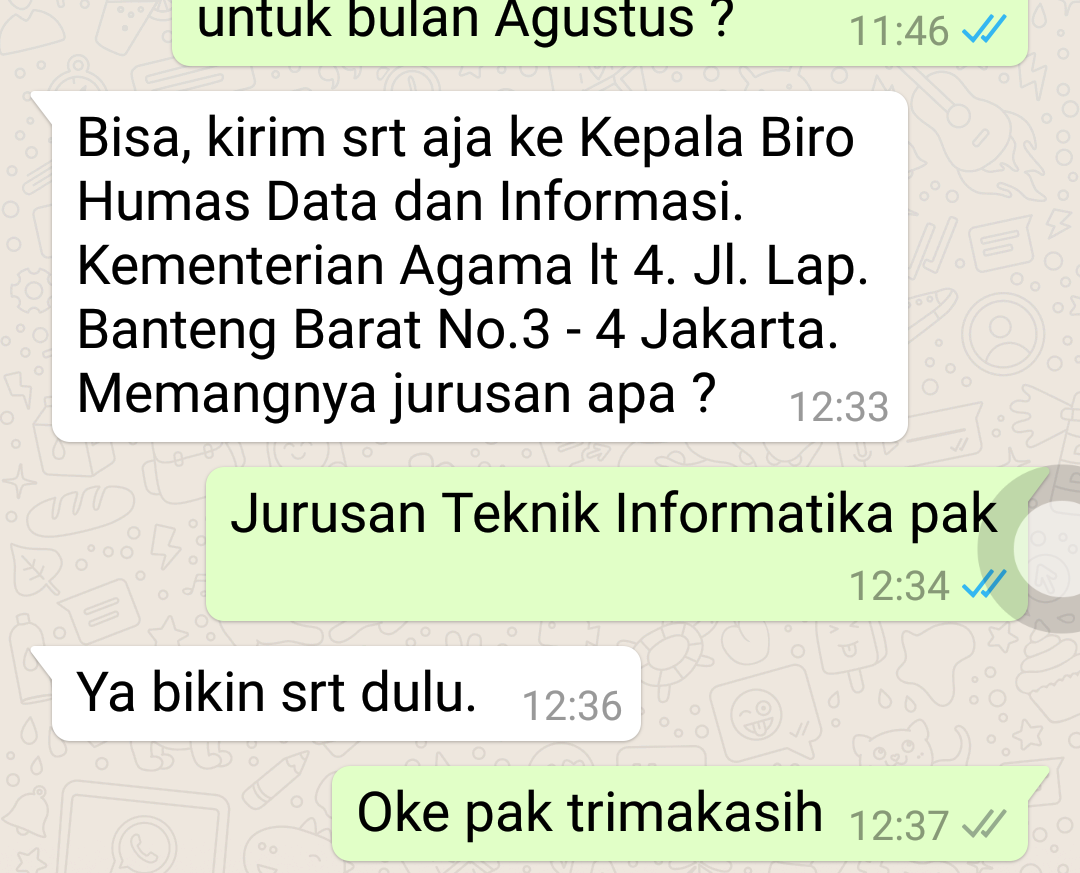 untuk bulan Agustus ?
11:46
Bisa, kirim srt aja ke Kepala Biro
Humas Data dan Informasi.
Kementerian Agama lt 4. Jl. Lap.
Banteng Barat No.3 - 4 Jakarta.
Memangnya jurusan apa ?
12:33
Jurusan Teknik Informatika pak
12:34
Ya bikin srt dulu.
12:36
Oke pak trimakasih
12:37